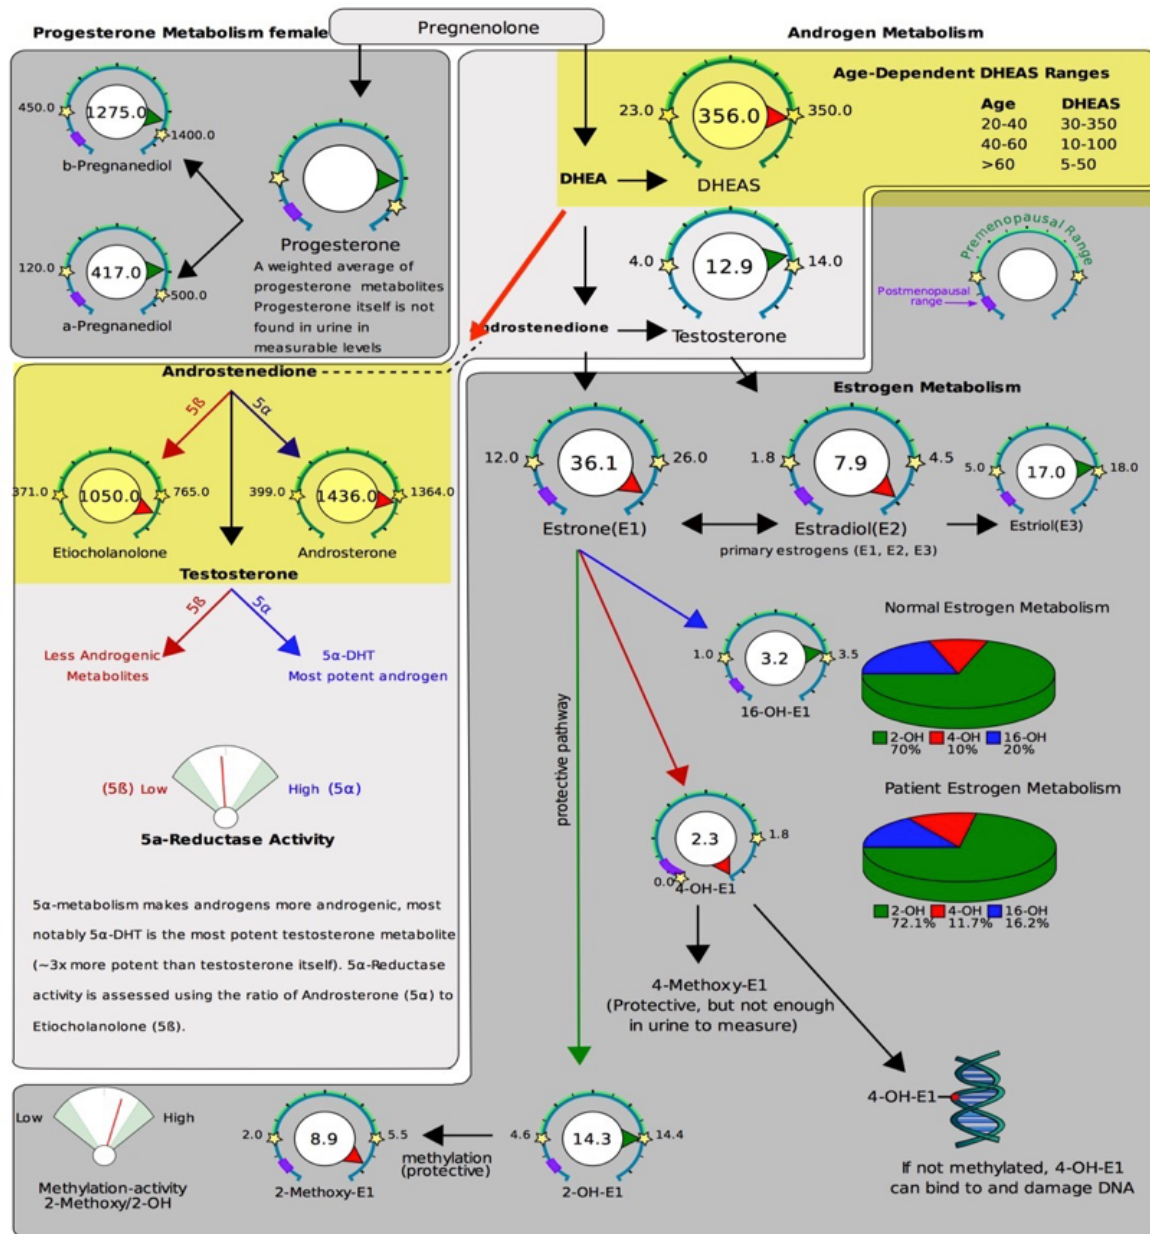 Pregnenolone
Progesterone Metabolism female
450.0
1275.0
1400.0
b-Pregnanediol
120.0
417.0
500.0
a-Pregnanediol
Progesterone
A weighted average of
progesterone metabolites
Progesterone itself is not
found in urine in
measurable levels
Androgen Metabolism
Age-Dependent DHEAS Ranges
Age DHEAS
20-40 30-350
40-60 10-100
>60 5-50
23.0
356.0
350.0
DHEA
DHEAS
4.0
12.9
14.0
Androstenedione
Testosterone
Premenopausal Range
Postmenopausal
range
Androstenedione
5ß
5α
371.0
1050.0
765.0
Etiocholanolone
399.0
1436.0
1364.0
Androsterone
Testosterone
5ß
5α
Less Androgenic
Metabolites
5α-DHT
Most potent androgen
(5ß) Low
High (5α)
5a-Reductase Activity
5α-metabolism makes androgens more androgenic, most
notably 5α-DHT is the most potent testosterone metabolite
(~3x more potent than testosterone itself). 5α-Reductase
activity is assessed using the ratio of Androsterone (5α) to
Etiocholanolone (5ß).
Estrogen Metabolism
12.0
36.1
26.0
Estrone(E1)
1.8
7.9
4.5
Estradiol(E2)
5.0
17.0
18.0
Estriol(E3)
primary estrogens (E1, E2, E3)
protective pathway
1.0
3.2
3.5
16-OH-E1
Normal Estrogen Metabolism
2-OH 4-OH 16-OH
70% 10% 20%
Patient Estrogen Metabolism
2-OH 4-OH 16-OH
72.1% 11.7% 16.2%
2.3
1.8
0.0
4-OH-E1
4-Methoxy-E1
(Protective, but not enough
in urine to measure)
4-OH-E1
If not methylated, 4-OH-E1
can bind to and damage DNA
Low
High
Methylation-activity
2-Methoxy/2-OH
2.0
8.9
5.5
2-Methoxy-E1
methylation
(protective)
4.6
14.3
14.4
2-OH-E1